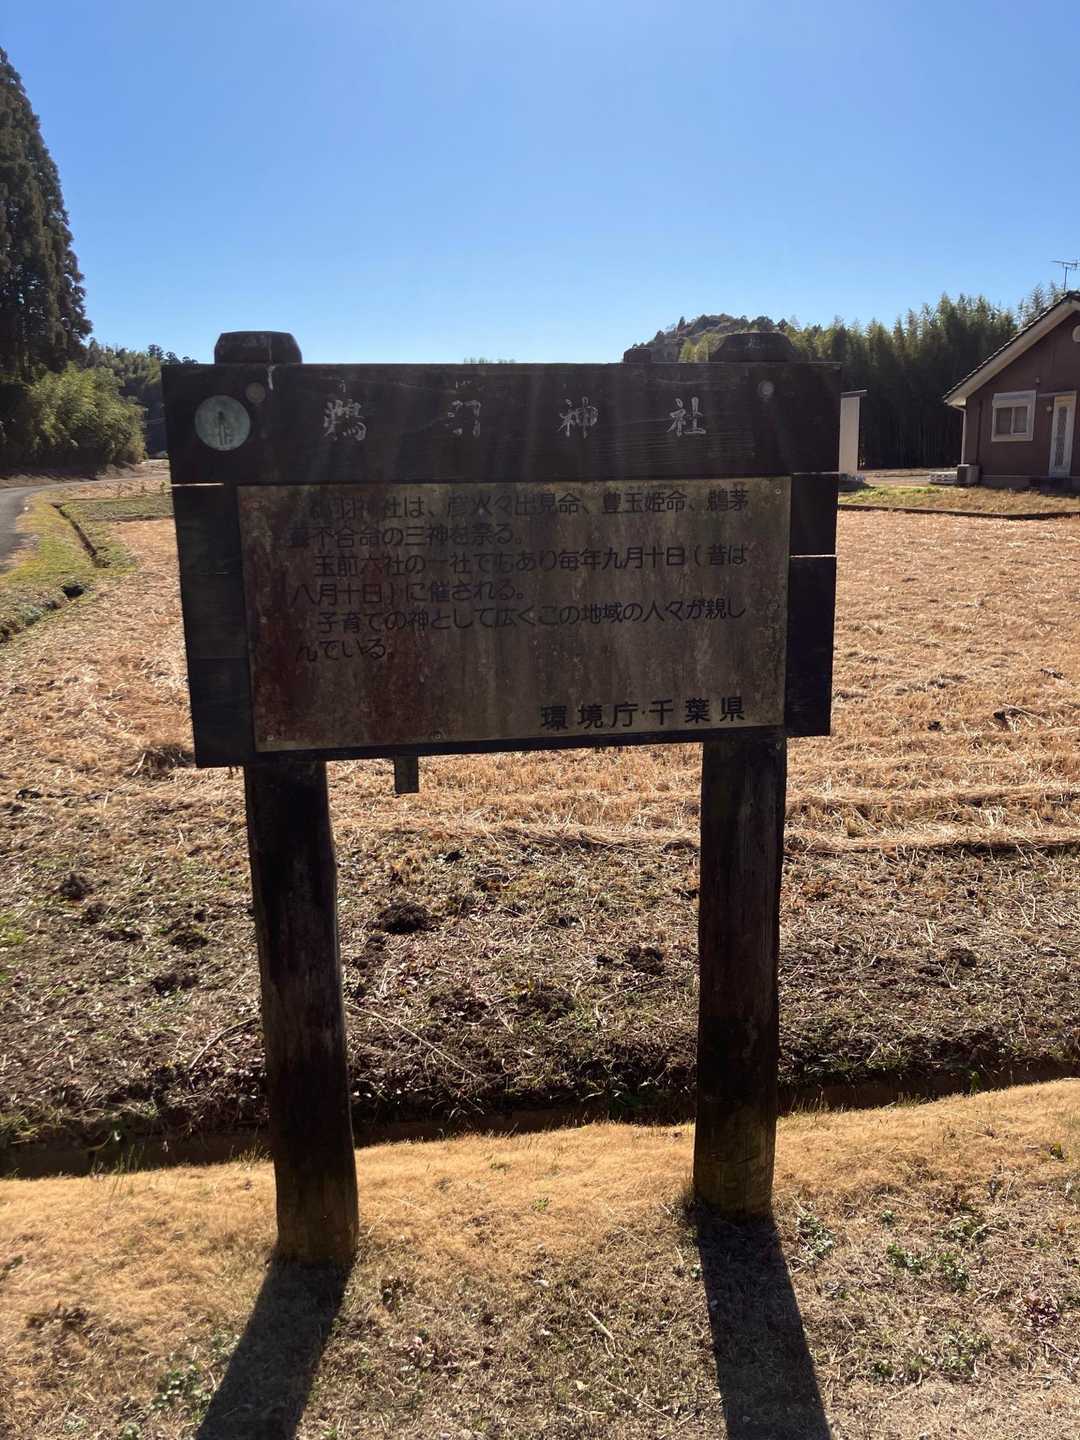 鵜羽神社
鵜羽神社は、彦火々出見命、豊玉姫命、鵜茅
葺不合命の三神を祭る。
玉前六社の一社でもあり毎年九月十日(昔は
八月十日)に催される。
子育ての神として広くこの地域の人々が親し
んでいる。
環境庁・千葉県